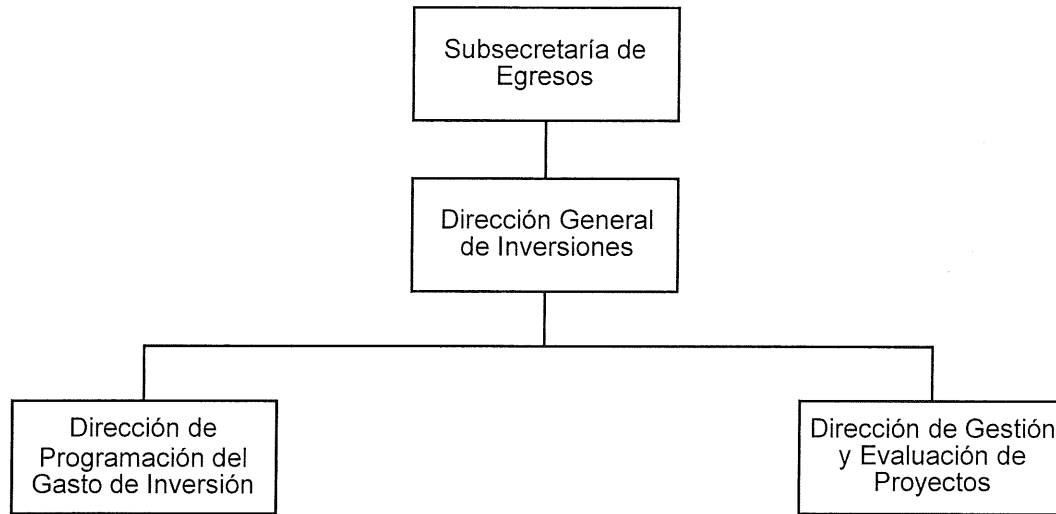 Subsecretaría de
Egresos
Dirección General
de Inversiones
Dirección de
Programación del
Gasto de Inversión
Dirección de Gestión
y Evaluación de
Proyectos